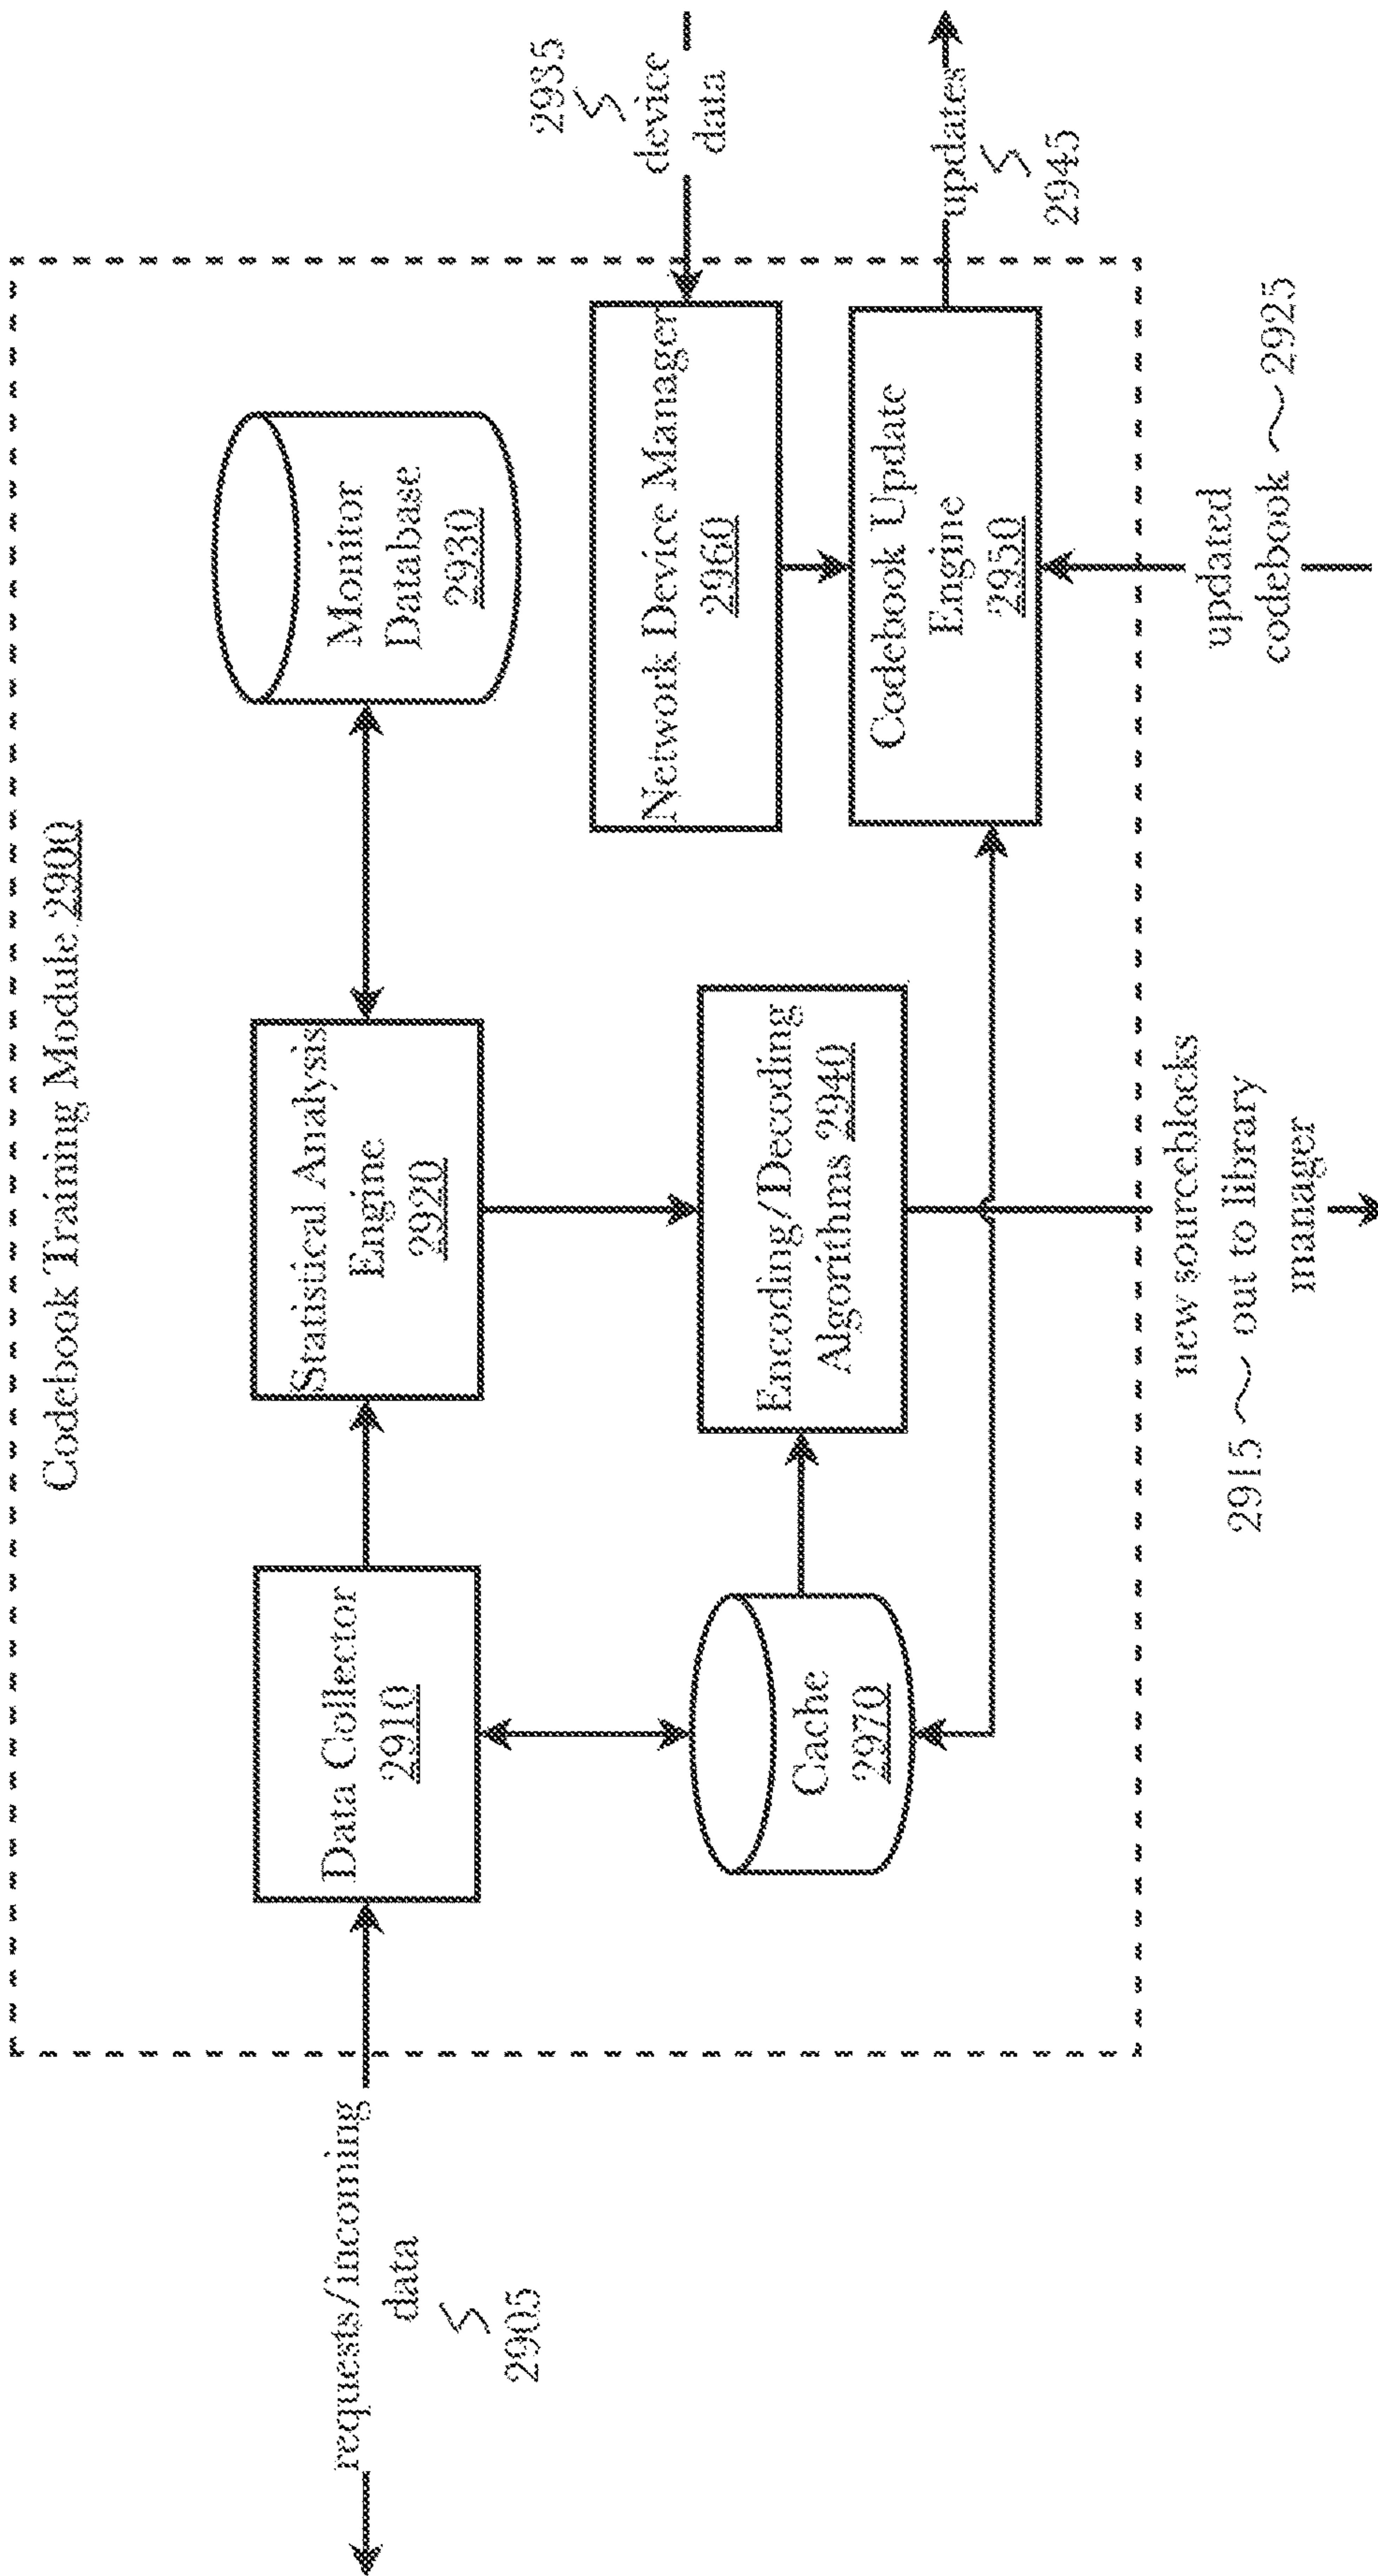 Codebook Training Module 2900
requests/incoming
data
2905
Data Collector
2910
Statistical Analysis
Engine
2920
Monitor
Database
2930
Cache
2970
Encoding/Decoding
Algorithms 2940
Network Device Manager
2960
Codebook Update
Engine
2950
2935
device
data
updates
2945
new sourceblocks
2915 out to library
manager
updated
codebook 2925